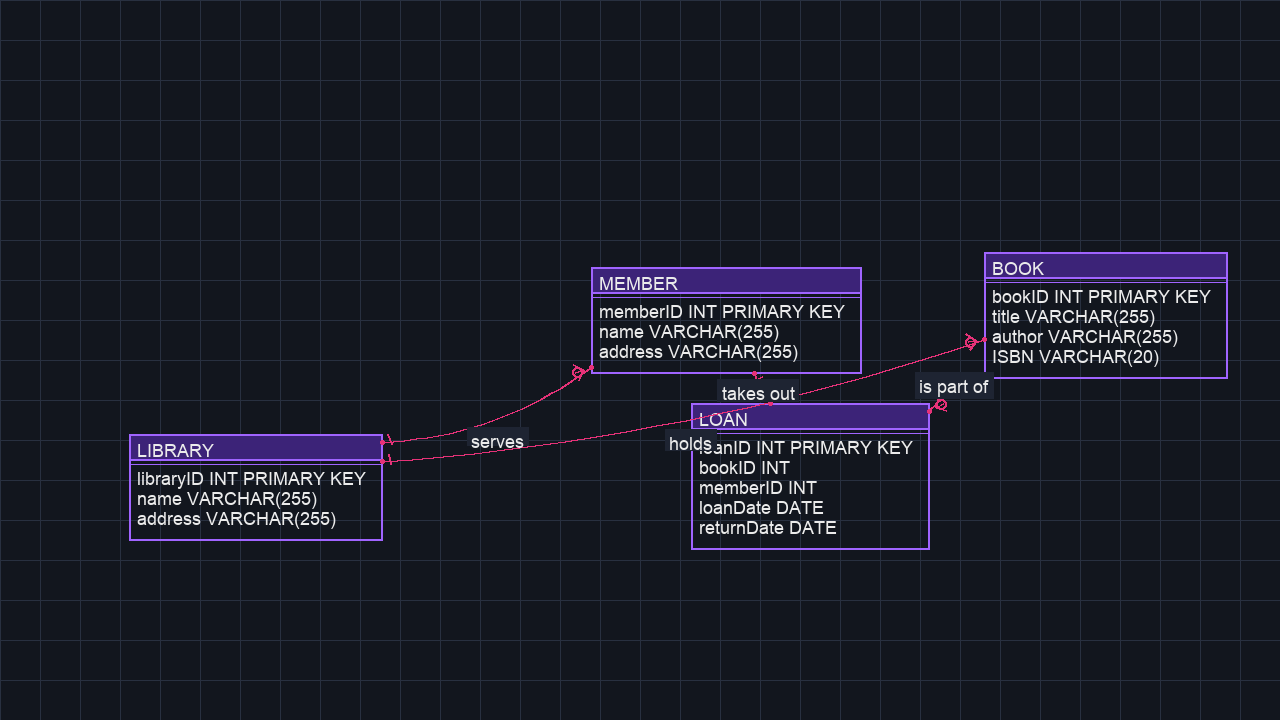 MEMBER
memberID INT PRIMARY KEY
name VARCHAR(255)
address VARCHAR(255)
BOOK
bookID INT PRIMARY KEY
title VARCHAR(255)
author VARCHAR(255)
ISBN VARCHAR(20)
takes out
is part of
LOAN
loanID INT PRIMARY KEY
bookID INT
memberID INT
loanDate DATE
returnDate DATE
serves
holds
LIBRARY
libraryID INT PRIMARY KEY
name VARCHAR(255)
address VARCHAR(255)